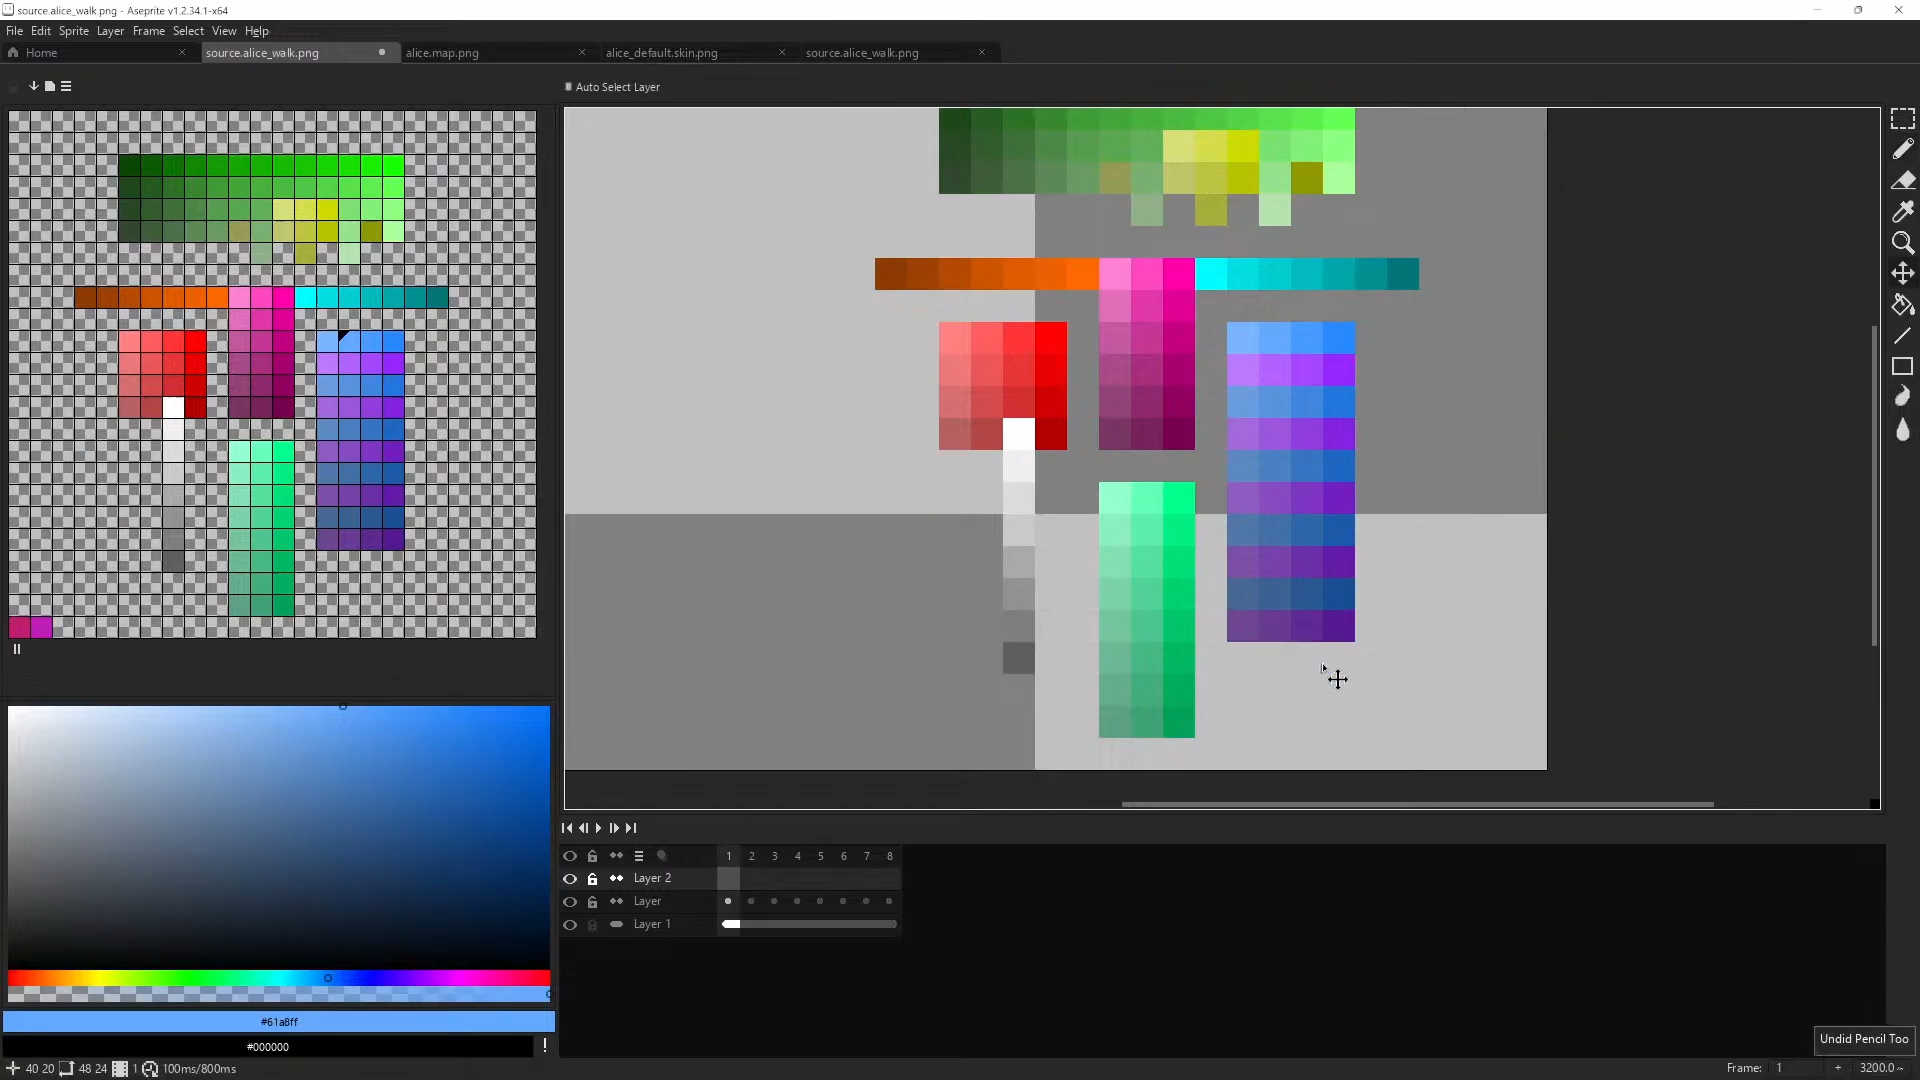 source.alice_walk.png - Aseprite v1.2.34.1-x64
File Edit Sprite Layer Frame Select View Help
Home source.alice_walk.png alice.map.png alice_default.skin.png source.alice_walk.png
Auto Select Layer
1 2 3 4 5 6 7 8
Layer 2
Layer
Layer 1
#61a8ff
#000000
Undid Pencil Too
40 20 48 24 1 100ms/800ms
Frame: 1 + 3200.0